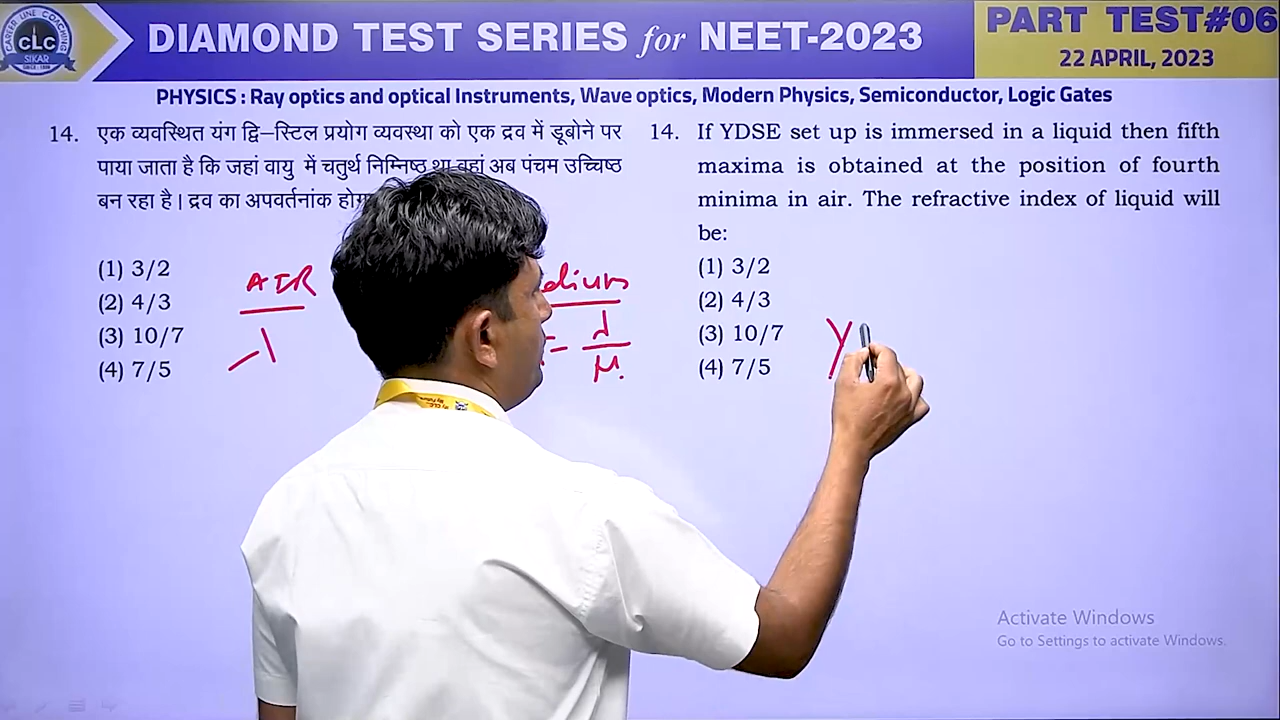 CAREER LINE COACHING
CLC
SIKAR
DIAMOND TEST SERIES for NEET-2023
PART TEST#06
22 APRIL, 2023
PHYSICS : Ray optics and optical Instruments, Wave optics, Modern Physics, Semiconductor, Logic Gates
14. एक व्यवस्थित यंग द्वि–स्टिल प्रयोग व्यवस्था को एक द्रव में डूबोने पर
पाया जाता है कि जहां वायु में चतुर्थ निम्निष्ठ था वहां अब पंचम उच्चिष्ठ
बन रहा है। द्रव का अपवर्तनांक
(1) 3/2
(2) 4/3
(3) 10/7
(4) 7/5
AIR
λ
dium
λ
μ.
14. If YDSE set up is immersed in a liquid then fifth
maxima is obtained at the position of fourth
minima in air. The refractive index of liquid will
be:
(1) 3/2
(2) 4/3
(3) 10/7
(4) 7/5
y
Activate Windows
Go to Settings to activate Windows.